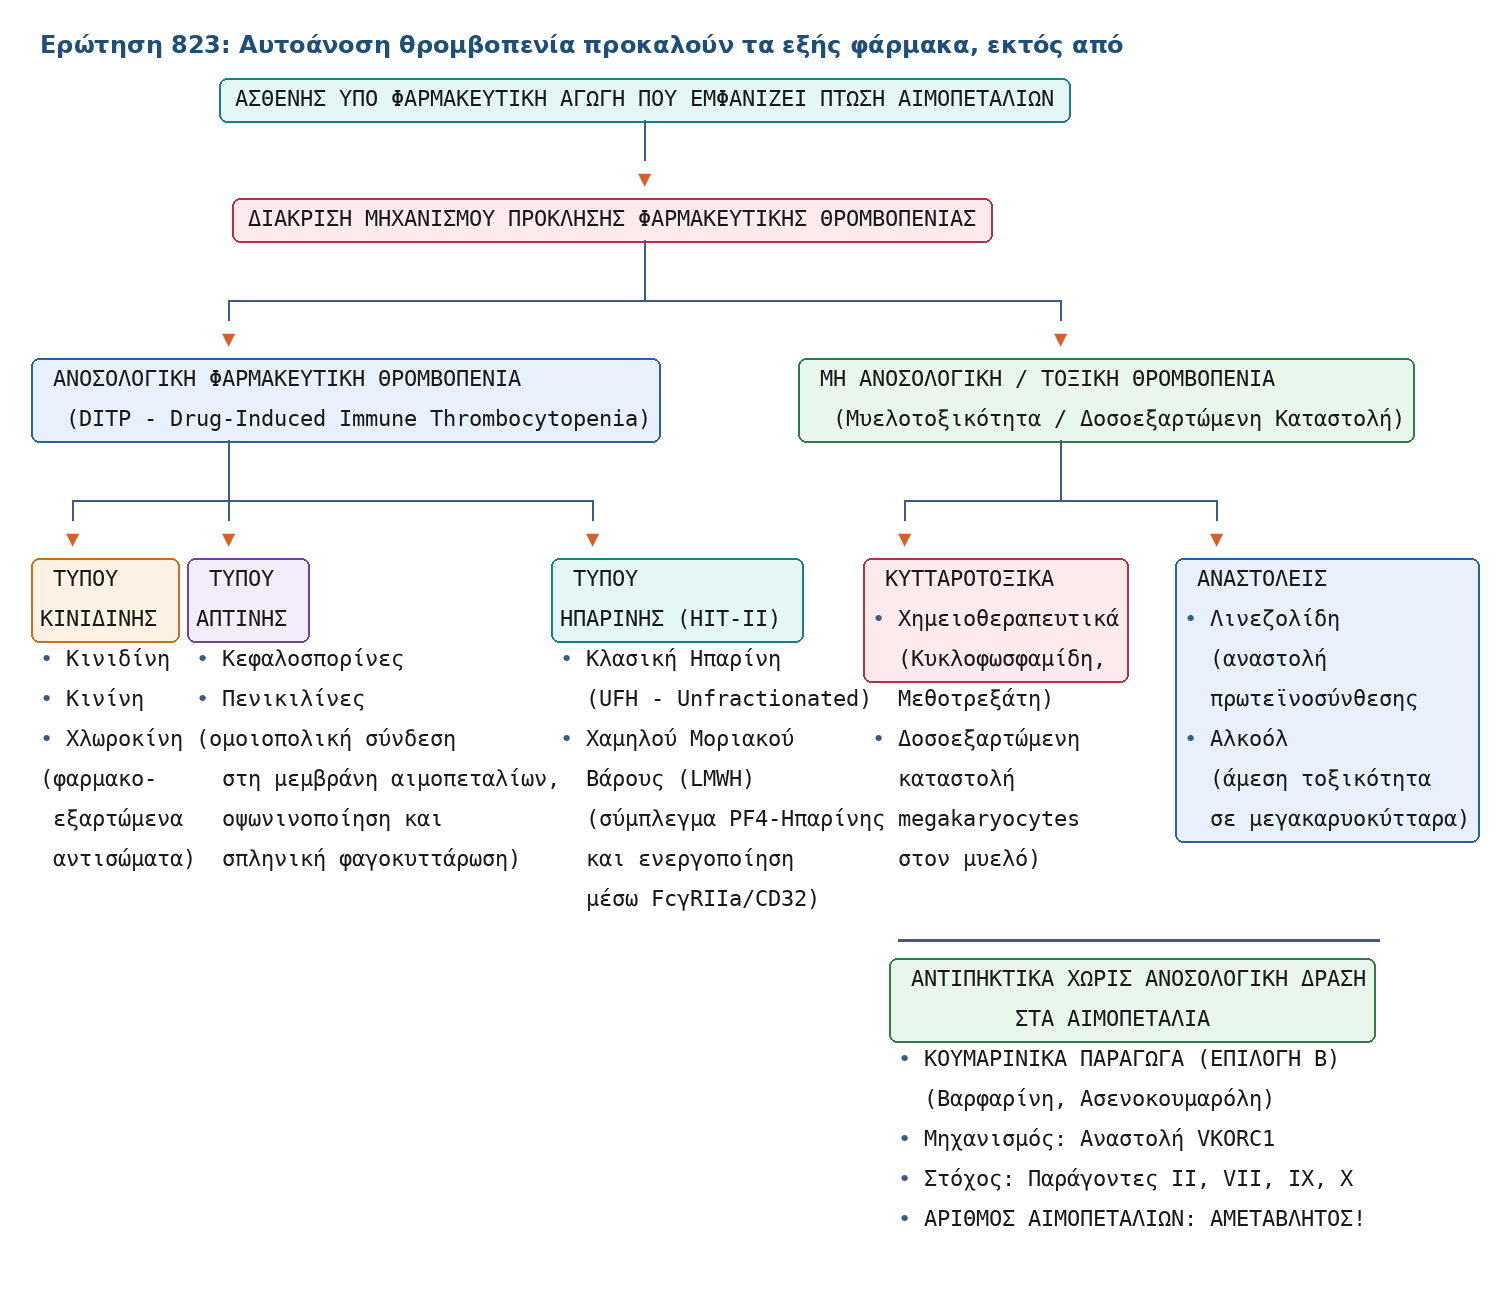 Ερώτηση 823: Αυτοάνοση θρομβοπενία προκαλούν τα εξής φάρμακα, εκτός από
ΑΣΘΕΝΗΣ ΥΠΟ ΦΑΡΜΑΚΕΥΤΙΚΗ ΑΓΩΓΗ ΠΟΥ ΕΜΦΑΝΙΖΕΙ ΠΤΩΣΗ ΑΙΜΟΠΕΤΑΛΙΩΝ
ΔΙΑΚΡΙΣΗ ΜΗΧΑΝΙΣΜΟΥ ΠΡΟΚΛΗΣΗΣ ΦΑΡΜΑΚΕΥΤΙΚΗΣ ΘΡΟΜΒΟΠΕΝΙΑΣ
ΑΝΟΣΟΛΟΓΙΚΗ ΦΑΡΜΑΚΕΥΤΙΚΗ ΘΡΟΜΒΟΠΕΝΙΑ
(DITP - Drug-Induced Immune Thrombocytopenia)
ΜΗ ΑΝΟΣΟΛΟΓΙΚΗ / ΤΟΞΙΚΗ ΘΡΟΜΒΟΠΕΝΙΑ
(Μυελοτοξικότητα / Δοσοεξαρτώμενη Καταστολή)
ΤΥΠΟΥ
ΚΙΝΙΔΙΝΗΣ
• Κινιδίνη
• Κινίνη
• Χλωροκίνη
(φαρμακο-
εξαρτώμενα
αντισώματα)
ΤΥΠΟΥ
ΑΠΤΙΝΗΣ
• Κεφαλοσπορίνες
• Πενικιλίνες
(ομοιοπολική σύνδεση
στη μεμβράνη αιμοπεταλίων,
οψωνινοποίηση και
σπληνική φαγοκυττάρωση)
ΤΥΠΟΥ
ΗΠΑΡΙΝΗΣ (HIT-II)
• Κλασική Ηπαρίνη
(UFH - Unfractionated)
• Χαμηλού Μοριακού
Βάρους (LMWH)
(σύμπλεγμα PF4-Ηπαρίνης
και ενεργοποίηση
μέσω FcγRIIa/CD32)
ΚΥΤΤΑΡΟΤΟΞΙΚΑ
• Χημειοθεραπευτικά
(Κυκλοφωσφαμίδη,
Μεθοτρεξάτη)
• Δοσοεξαρτώμενη
καταστολή
megakaryocytes
στον μυελό)
ΑΝΑΣΤΟΛΕΙΣ
• Λινεζολίδη
(αναστολή
πρωτεϊνοσύνθεσης
• Αλκοόλ
(άμεση τοξικότητα
σε μεγακαρυοκύτταρα)
ΑΝΤΙΠΗΚΤΙΚΑ ΧΩΡΙΣ ΑΝΟΣΟΛΟΓΙΚΗ ΔΡΑΣΗ
ΣΤΑ ΑΙΜΟΠΕΤΑΛΙΑ
• ΚΟΥΜΑΡΙΝΙΚΑ ΠΑΡΑΓΩΓΑ (ΕΠΙΛΟΓΗ Β)
(Βαρφαρίνη, Ασενοκουμαρόλη)
• Μηχανισμός: Αναστολή VKORC1
• Στόχος: Παράγοντες II, VII, IX, X
• ΑΡΙΘΜΟΣ ΑΙΜΟΠΕΤΑΛΙΩΝ: ΑΜΕΤΑΒΛΗΤΟΣ!